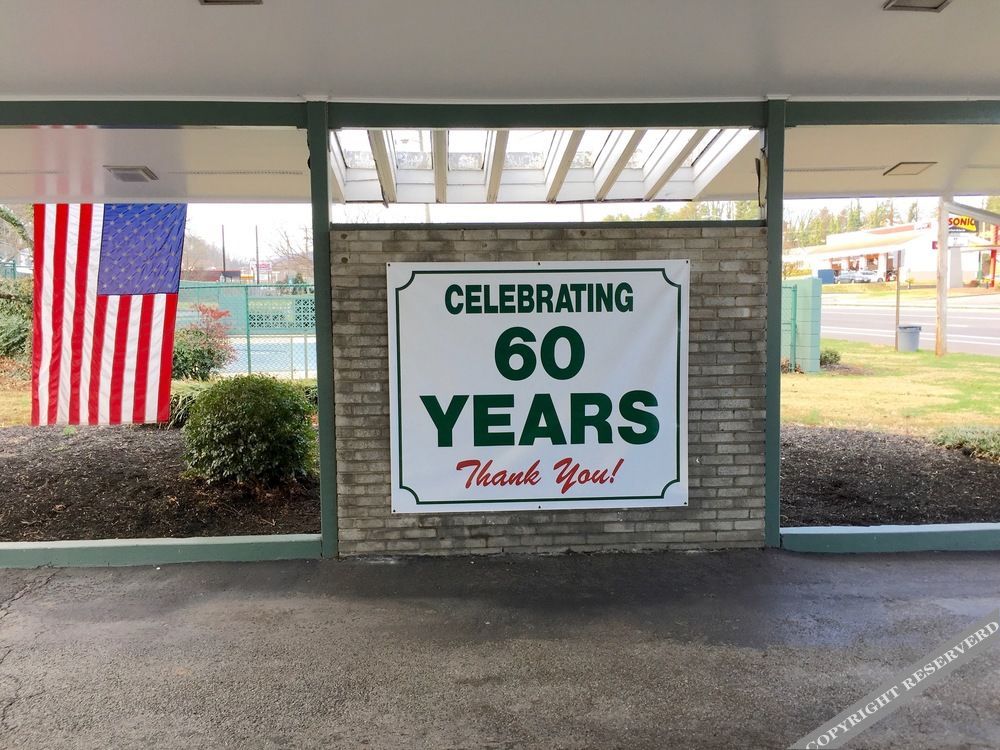 SONIC
CELEBRATING
60
YEARS
Thank You!
COPYRIGHT RESERVERD